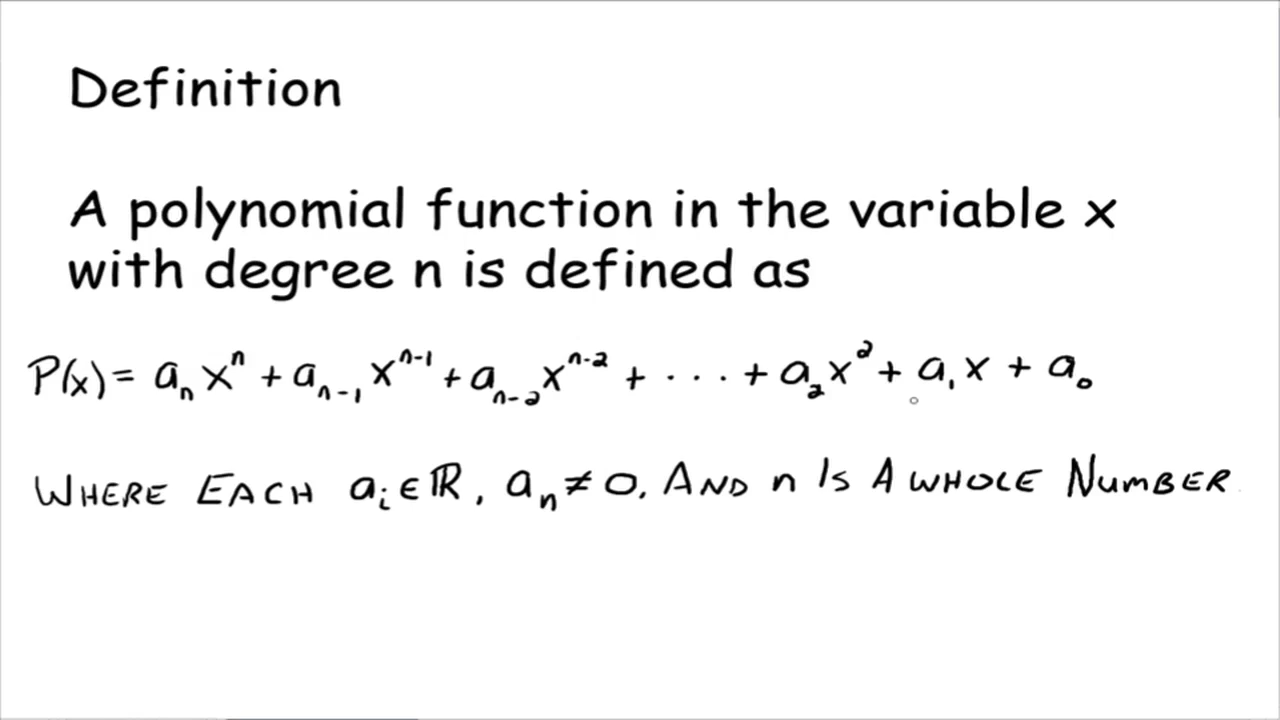 Definition
A polynomial function in the variable x
with degree n is defined as
P(x) = aₙxⁿ + aₙ₋₁xⁿ⁻¹ + aₙ₋₂xⁿ⁻² + ··· + a₂x² + a₁x + a₀
WHERE EACH aᵢ ∈ ℝ, aₙ ≠ 0, AND n IS A WHOLE NUMBER